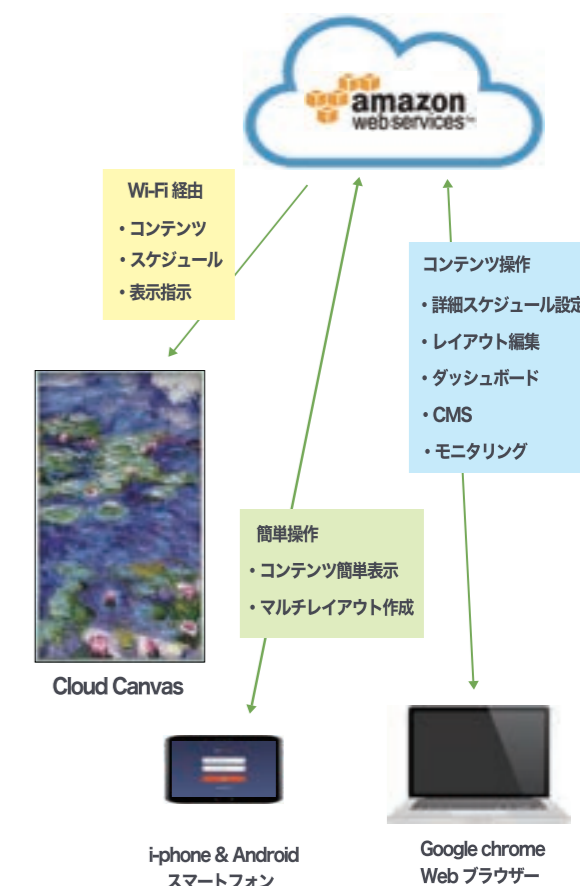 amazon
web services™
Wi-Fi 経由
・コンテンツ
・スケジュール
・表示指示
コンテンツ操作
・詳細スケジュール設定
・レイアウト編集
・ダッシュボード
・CMS
・モニタリング
簡単操作
・コンテンツ簡単表示
・マルチレイアウト作成
Cloud Canvas
i-phone & Android
スマートフォン
Google chrome
Web ブラウザー